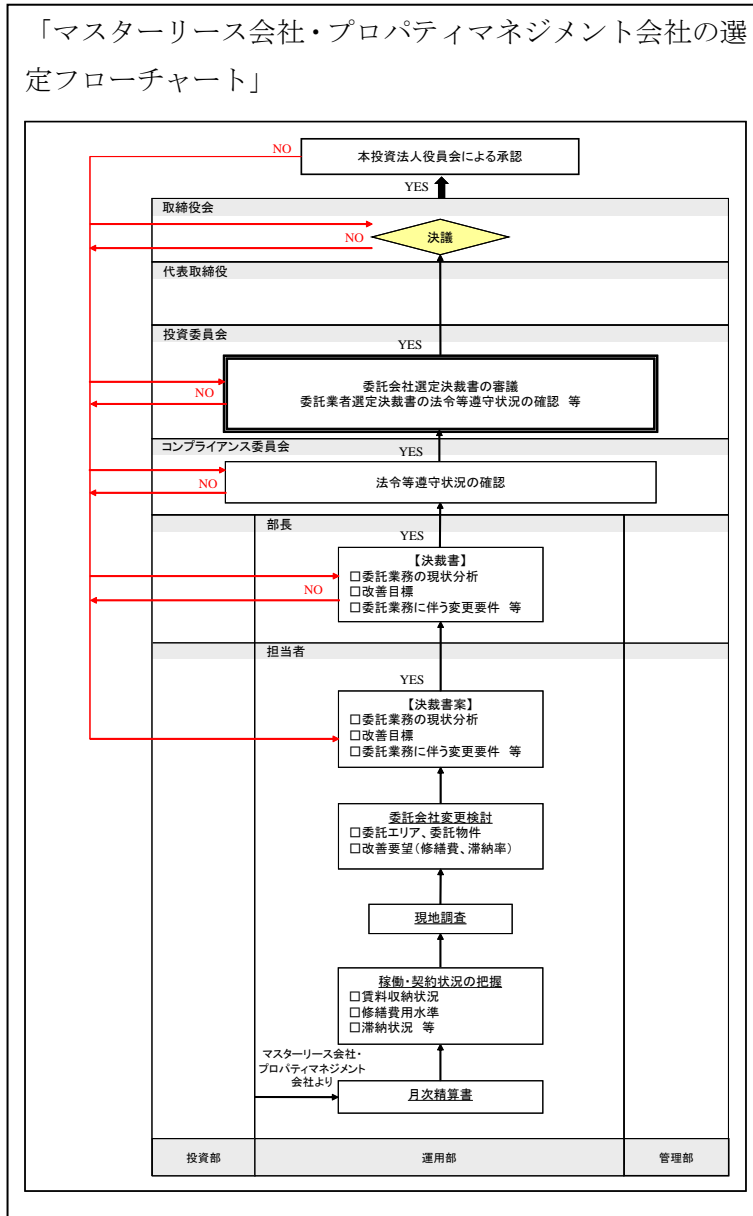 「マスターリース会社・プロパティマネジメント会社の選
定フローチャート」
NO
本投資法人役員会による承認
YES
取締役会
NO
決議
代表取締役
投資委員会
YES
委託会社選定決裁書の審議
委託業者選定決裁書の法令等遵守状況の確認 等
NO
コンプライアンス委員会
YES
法令等遵守状況の確認
NO
部長
YES
【決裁書】
□委託業務の現状分析
□改善目標
□委託業務に伴う変更要件 等
NO
担当者
YES
【決裁書案】
□委託業務の現状分析
□改善目標
□委託業務に伴う変更要件 等
委託会社変更検討
□委託エリア、委託物件
□改善要望(修繕費、滞納率)
現地調査
稼働・契約状況の把握
□賃料収納状況
□修繕費用水準
□滞納状況 等
マスターリース会社・
プロパティマネジメント
会社より
月次精算書
投資部
運用部
管理部